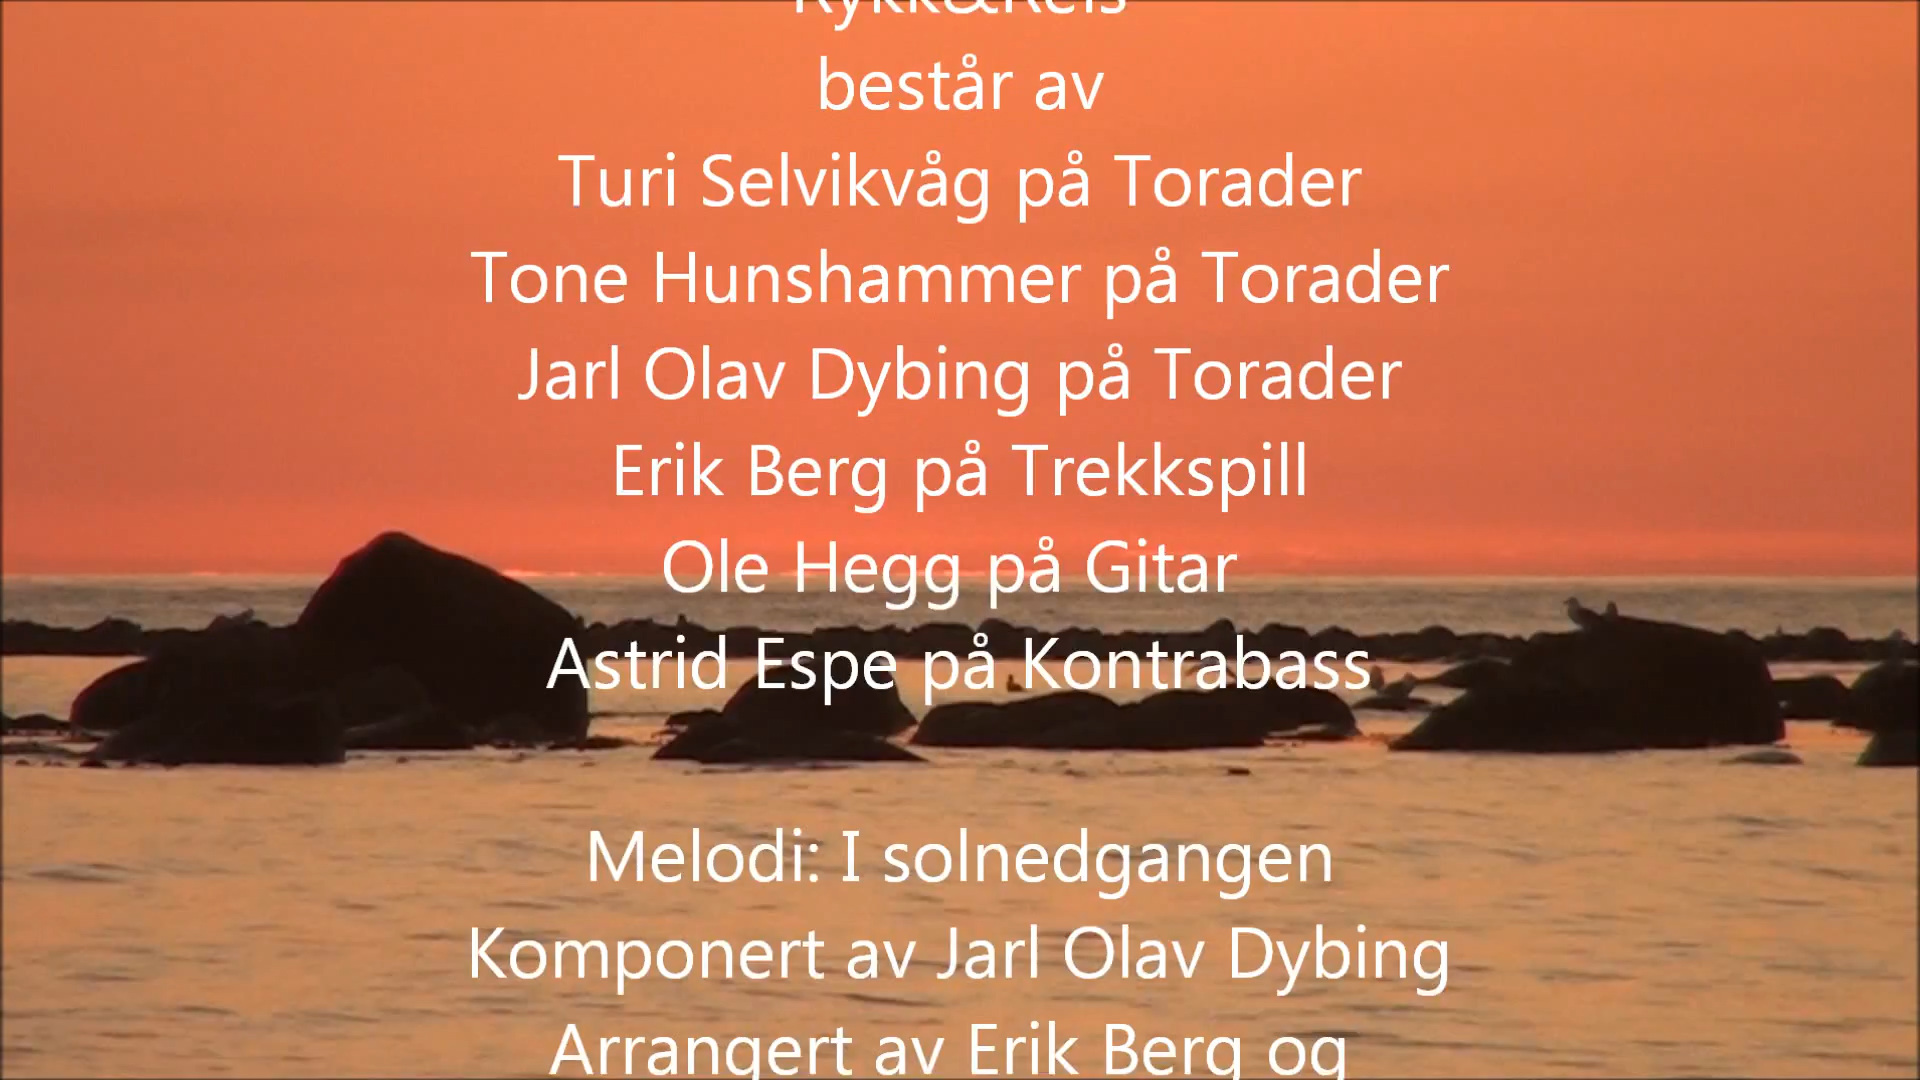 Rykk&Reis
består av
Turi Selvikvåg på Torader
Tone Hunshammer på Torader
Jarl Olav Dybing på Torader
Erik Berg på Trekkspill
Ole Hegg på Gitar
Astrid Espe på Kontrabass
Melodi: I solnedgangen
Komponert av Jarl Olav Dybing
Arrangert av Erik Berg og